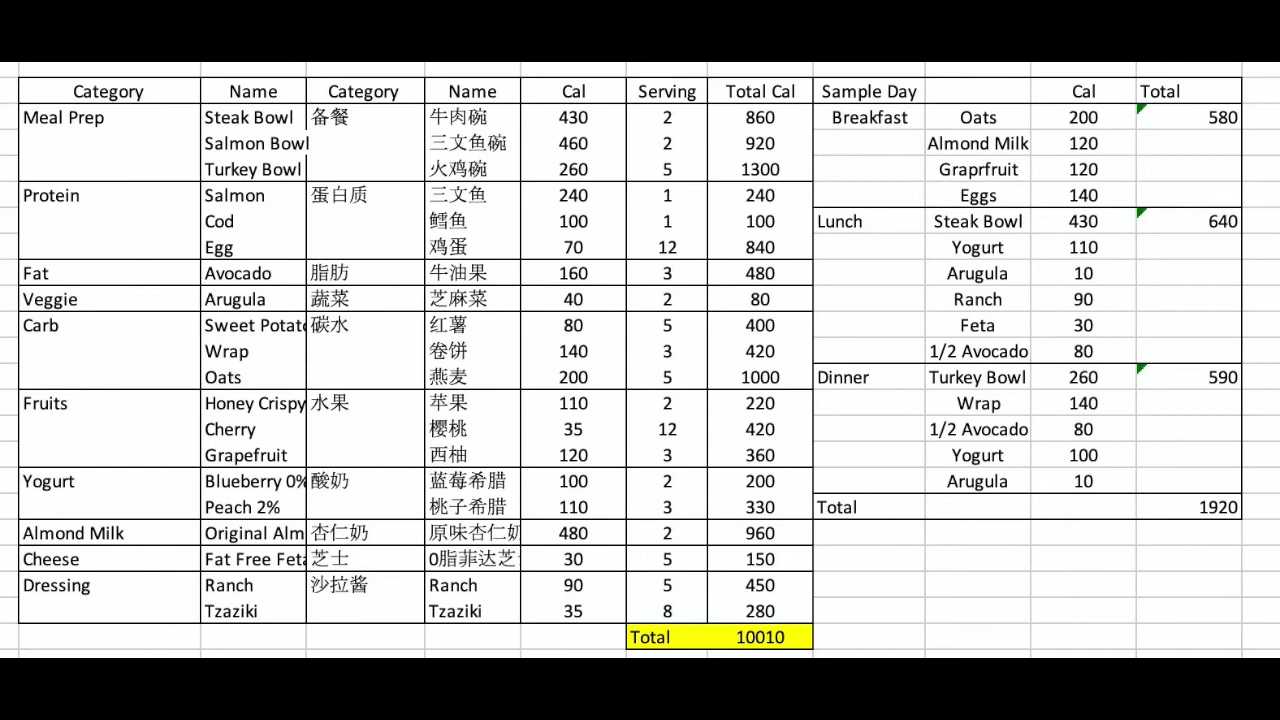 Category Name Category Name Cal Serving Total Cal Sample Day Cal Total
Meal Prep Steak Bowl 备餐 牛肉碗 430 2 860 Breakfast Oats 200 580
Salmon Bowl 三文鱼碗 460 2 920 Almond Milk 120
Turkey Bowl 火鸡碗 260 5 1300 Graprfruit 120
Protein Salmon 蛋白质 三文鱼 240 1 240 Eggs 140
Cod 鳕鱼 100 1 100 Lunch Steak Bowl 430 640
Egg 鸡蛋 70 12 840 Yogurt 110
Fat Avocado 脂肪 牛油果 160 3 480 Arugula 10
Veggie Arugula 蔬菜 芝麻菜 40 2 80 Ranch 90
Carb Sweet Potato 碳水 红薯 80 5 400 Feta 30
Wrap 卷饼 140 3 420 1/2 Avocado 80
Oats 燕麦 200 5 1000 Dinner Turkey Bowl 260 590
Fruits Honey Crispy 水果 苹果 110 2 220 Wrap 140
Cherry 樱桃 35 12 420 1/2 Avocado 80
Grapefruit 西柚 120 3 360 Yogurt 100
Yogurt Blueberry 0% 酸奶 蓝莓希腊 100 2 200 Arugula 10
Peach 2% 桃子希腊 110 3 330 Total 1920
Almond Milk Original Alm 杏仁奶 原味杏仁奶 480 2 960
Cheese Fat Free Feta 芝士 0脂菲达芝 30 5 150
Dressing Ranch 沙拉酱 Ranch 90 5 450
Tzaziki Tzaziki 35 8 280
Total 10010